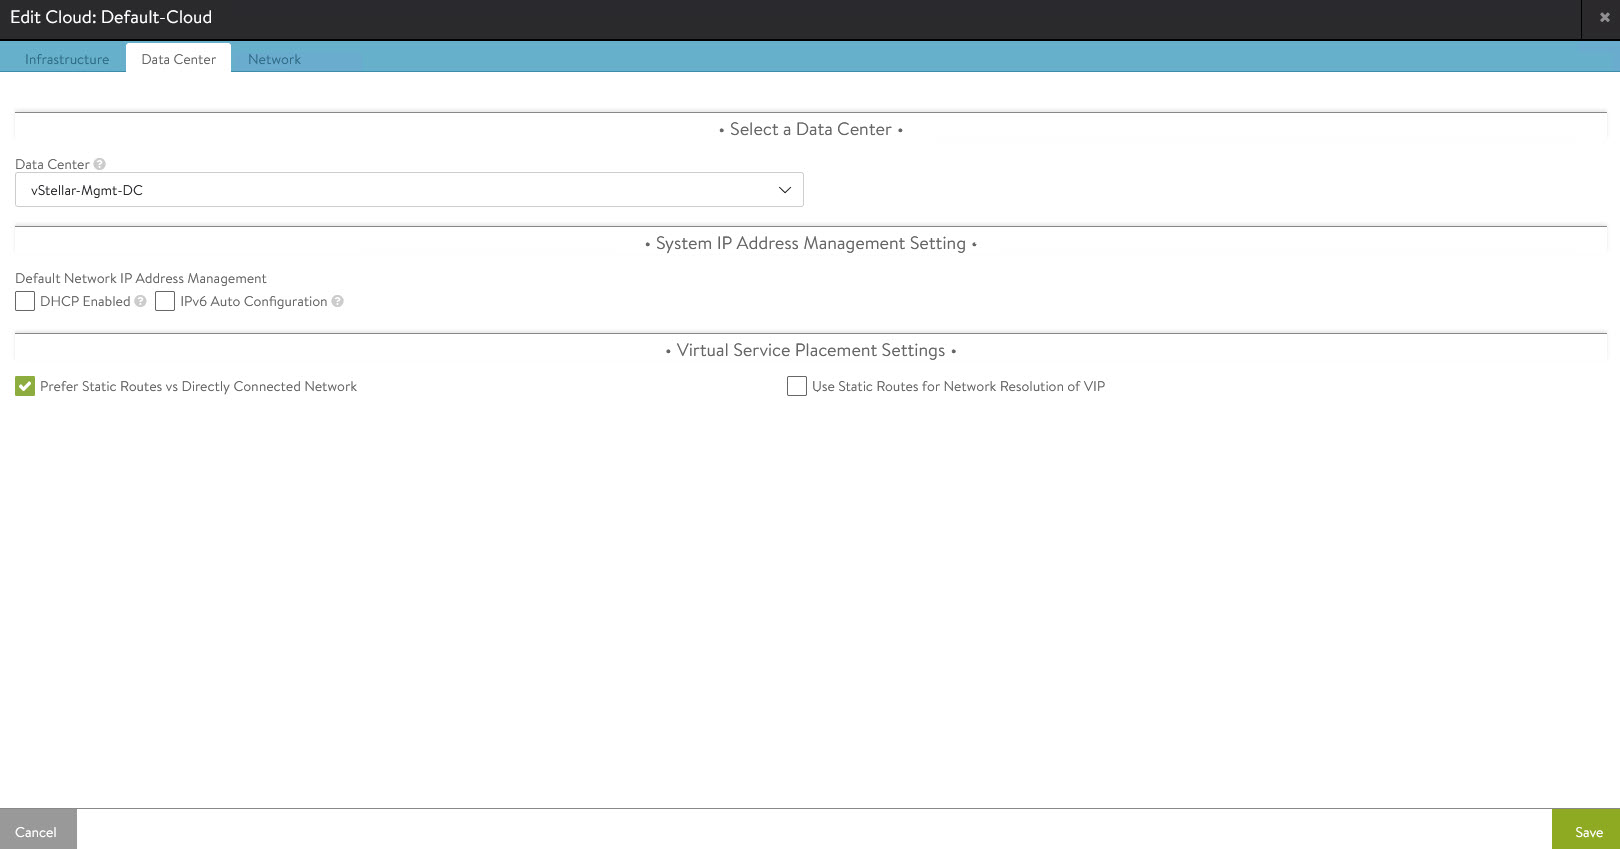 Edit Cloud: Default-Cloud
Infrastructure Data Center Network
• Select a Data Center •
Data Center
vStellar-Mgmt-DC
• System IP Address Management Setting •
Default Network IP Address Management
DHCP Enabled IPv6 Auto Configuration
• Virtual Service Placement Settings •
Prefer Static Routes vs Directly Connected Network Use Static Routes for Network Resolution of VIP
Cancel Save